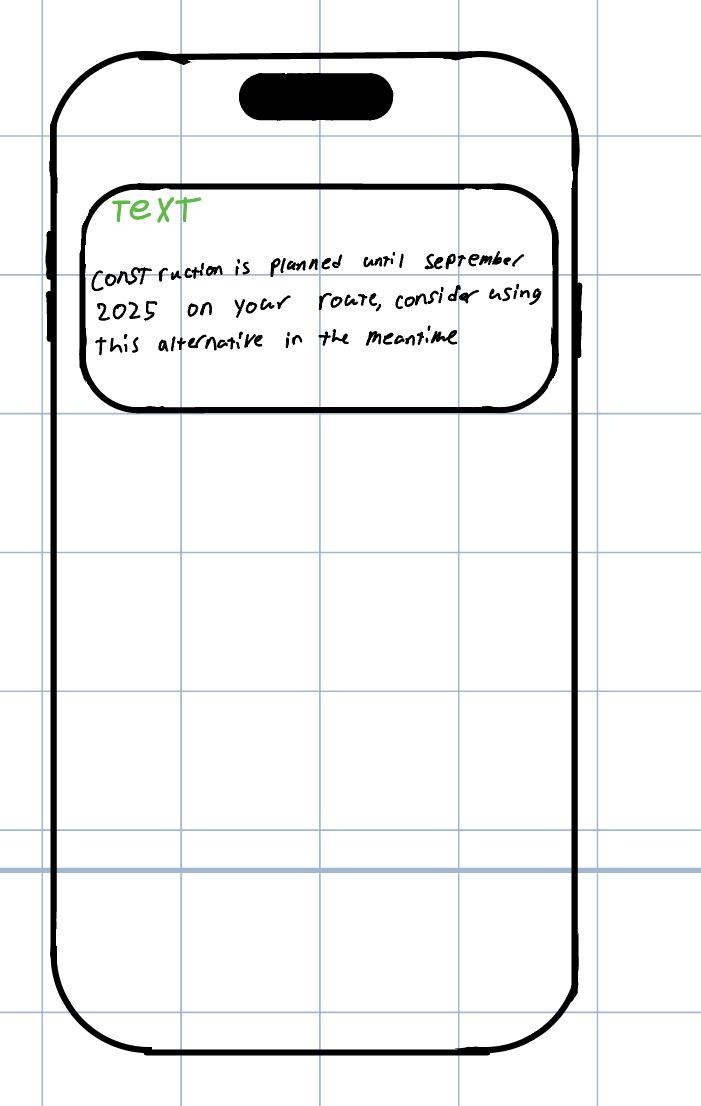 Text
Construction is planned until September
2025 on your route, consider using
this alternative in the meantime